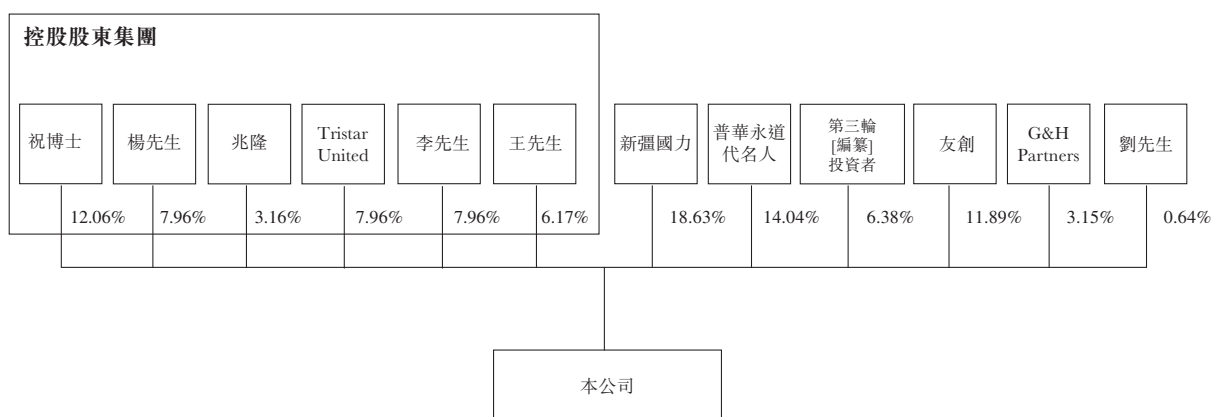 控股股東集團
祝博士
楊先生
兆隆
Tristar
United
李先生
王先生
新疆國力
普華永道
代名人
第三輪
[編纂]
投資者
友創
G&H
Partners
劉先生
12.06%
7.96%
3.16%
7.96%
7.96%
6.17%
18.63%
14.04%
6.38%
11.89%
3.15%
0.64%
本公司